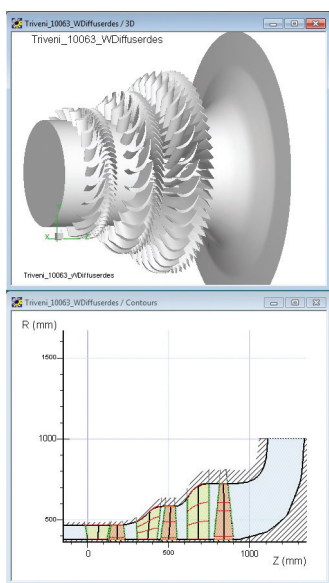 Triveni_10063_WDiffuserdes / 3D
Triveni_10063_WDiffuserdes
X
Triveni_10063_WDiffuserdes
Triveni_10063_WDiffuserdes / Contours
R (mm)
1500
1000
500
0
500
1000
Z (mm)